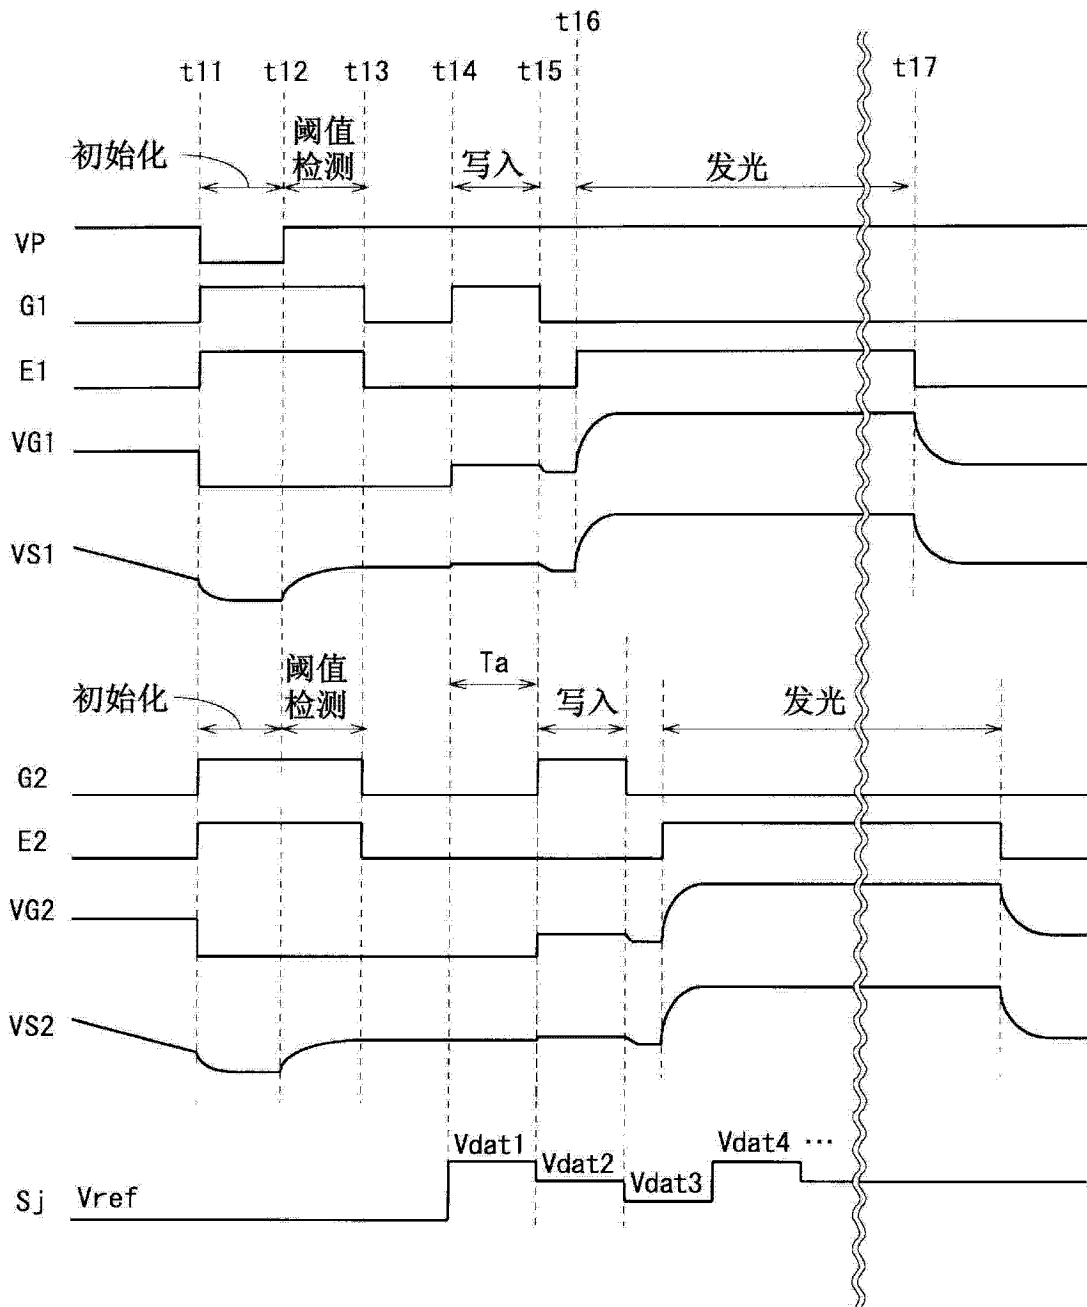 t16
t11 t12 t13 t14 t15 t17
初始化 阈值 检测 写入 发光
VP
G1
E1
VG1
VS1
初始化 阈值 检测 Ta 写入 发光
G2
E2
VG2
VS2
Vdat1 Vdat2 Vdat3 Vdat4 ···
Sj Vref